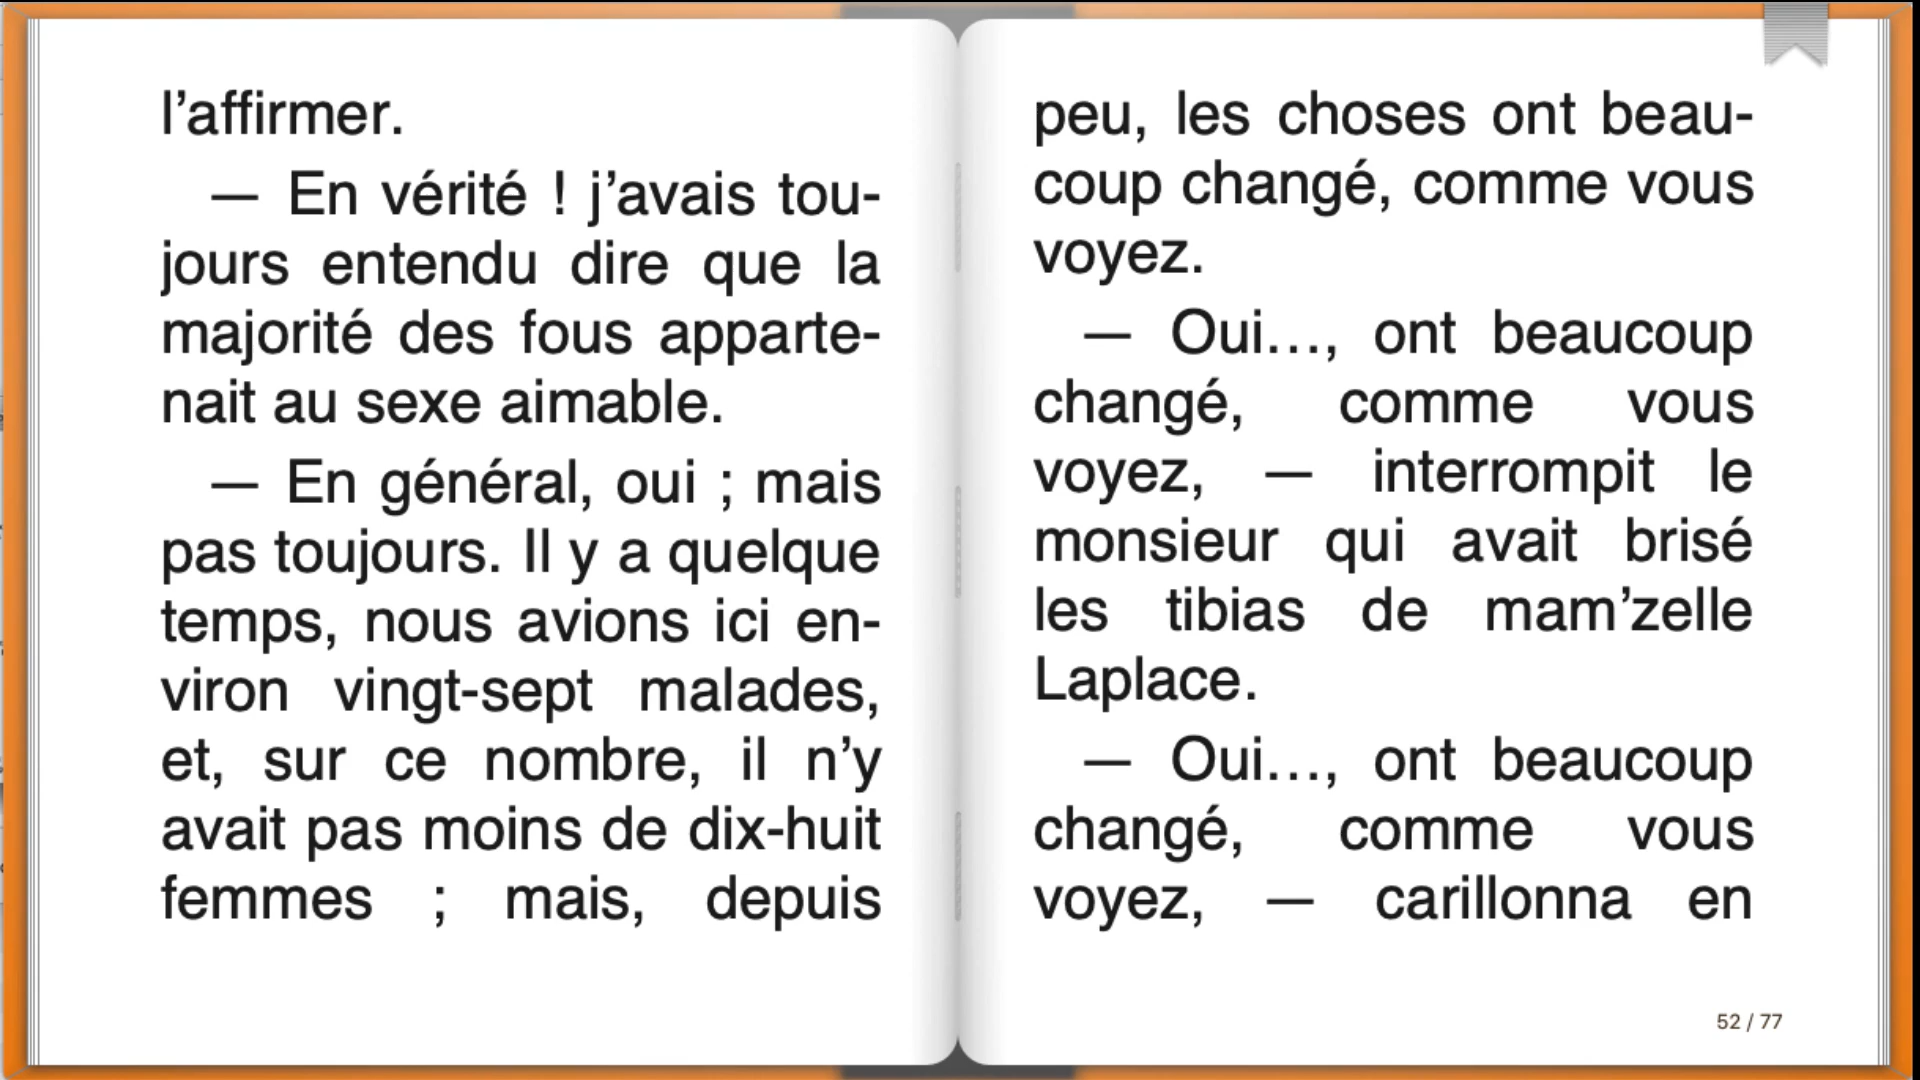 l’affirmer.
— En vérité ! j’avais tou-
jours entendu dire que la
majorité des fous apparte-
nait au sexe aimable.
— En général, oui ; mais
pas toujours. Il y a quelque
temps, nous avions ici en-
viron vingt-sept malades,
et, sur ce nombre, il n’y
avait pas moins de dix-huit
femmes ; mais, depuis
peu, les choses ont beau-
coup changé, comme vous
voyez.
— Oui…, ont beaucoup
changé, comme vous
voyez, — interrompit le
monsieur qui avait brisé
les tibias de mam’zelle
Laplace.
— Oui…, ont beaucoup
changé, comme vous
voyez, — carillonna en
52 / 77